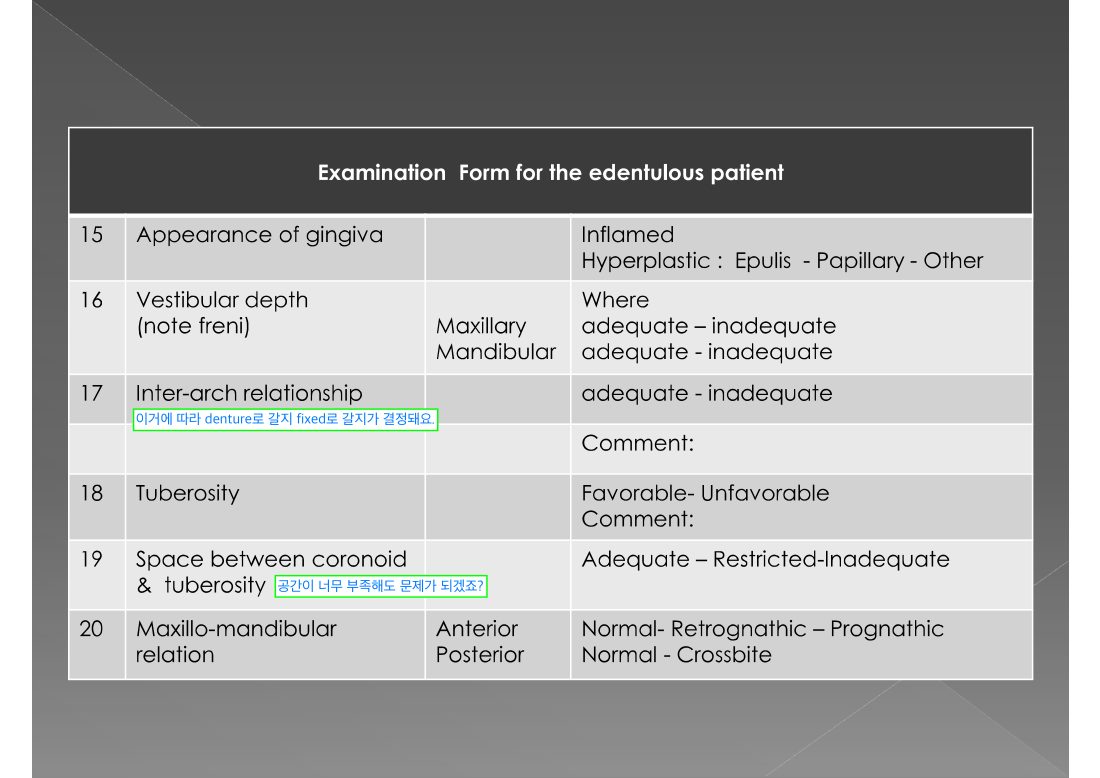 Examination  Form for the edentulous patient
15 Appearance of gingiva Inflamed
Hyperplastic :  Epulis  - Papillary - Other
16 Vestibular depth Where
(note freni) Maxillary adequate – inadequate
Mandibular adequate - inadequate
17 Inter-arch relationship adequate - inadequate
이거에 따라 denture로 갈지 fixed로 갈지가 결정돼요.
Comment:
18 Tuberosity Favorable- Unfavorable
Comment:
19 Space between coronoid Adequate – Restricted-Inadequate
&  tuberosity 공간이 너무 부족해도 문제가 되겠죠?
20 Maxillo-mandibular Anterior Normal- Retrognathic – Prognathic
relation Posterior Normal - Crossbite